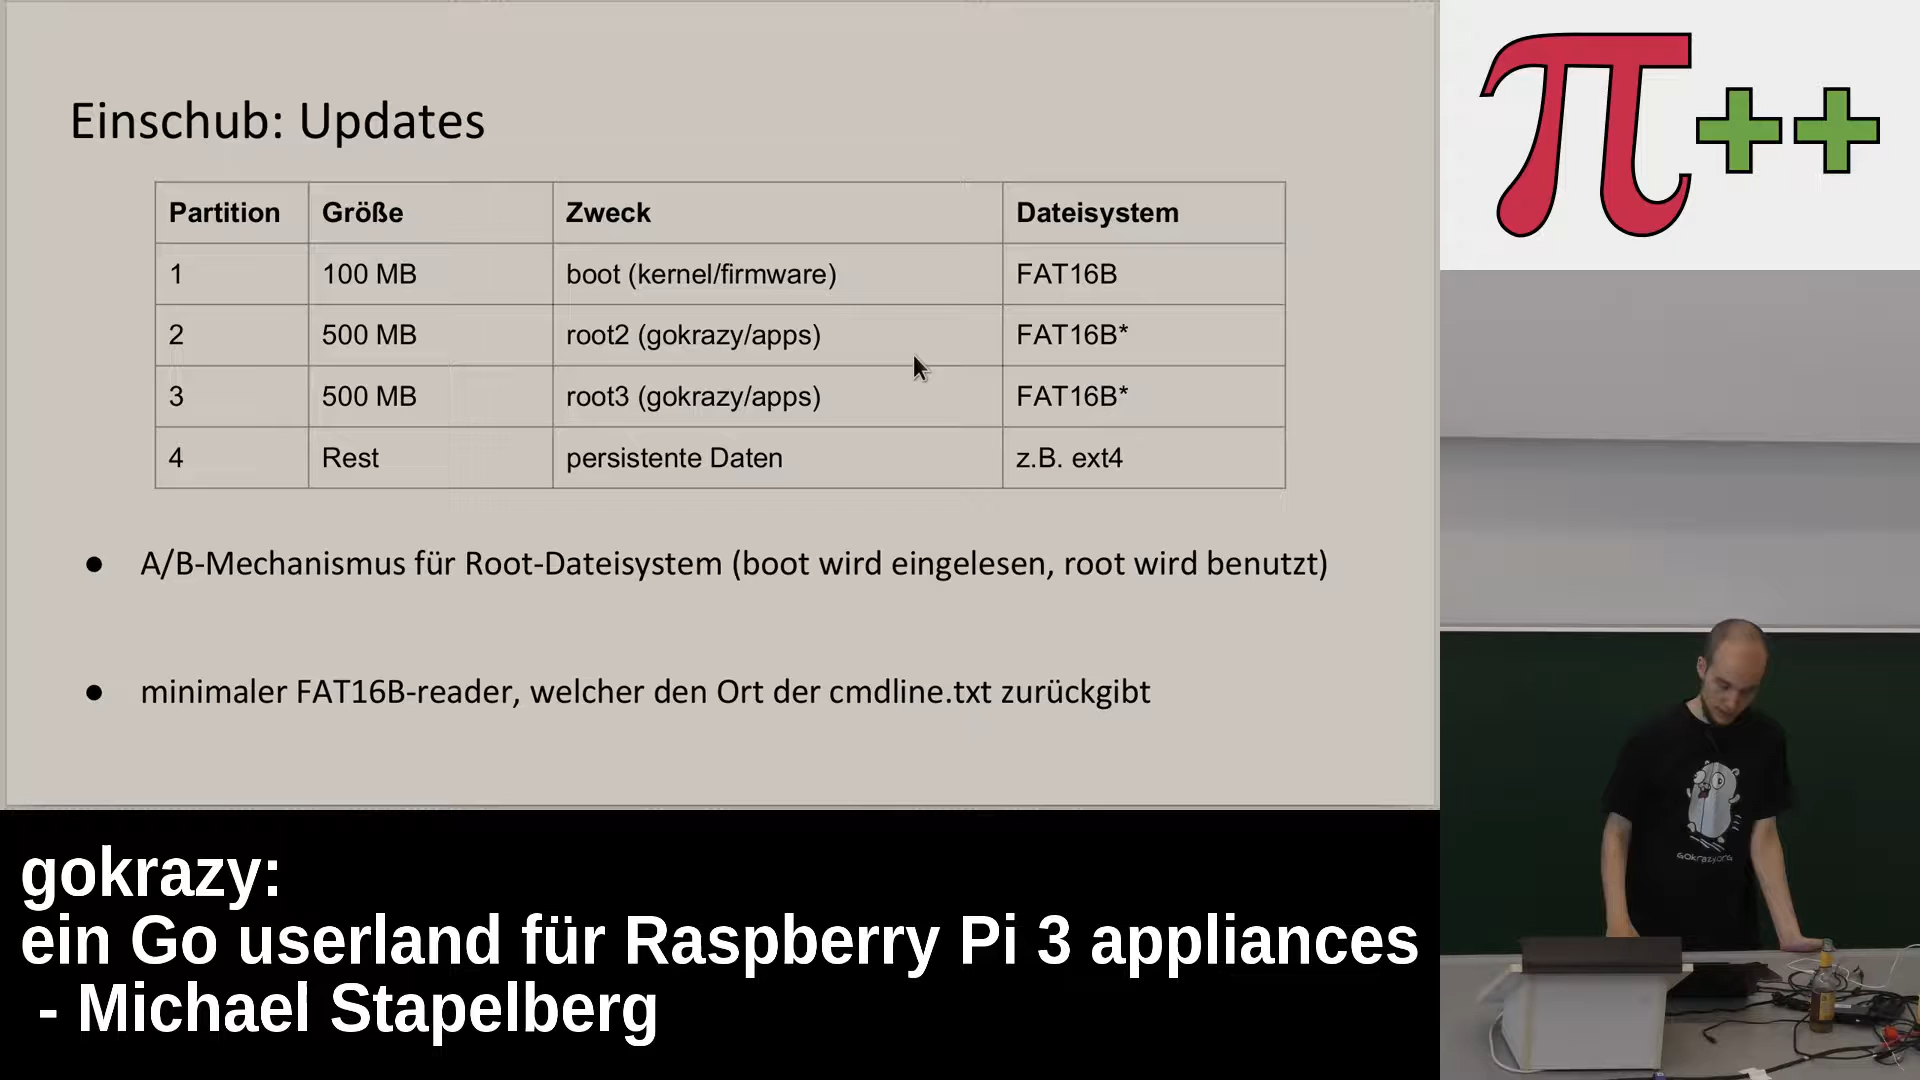 Einschub: Updates
Partition Größe Zweck Dateisystem
1 100 MB boot (kernel/firmware) FAT16B
2 500 MB root2 (gokrazy/apps) FAT16B*
3 500 MB root3 (gokrazy/apps) FAT16B*
4 Rest persistente Daten z.B. ext4
● A/B-Mechanismus für Root-Dateisystem (boot wird eingelesen, root wird benutzt)
● minimaler FAT16B-reader, welcher den Ort der cmdline.txt zurückgibt
π++
gokrazy.org
gokrazy:
ein Go userland für Raspberry Pi 3 appliances
- Michael Stapelberg